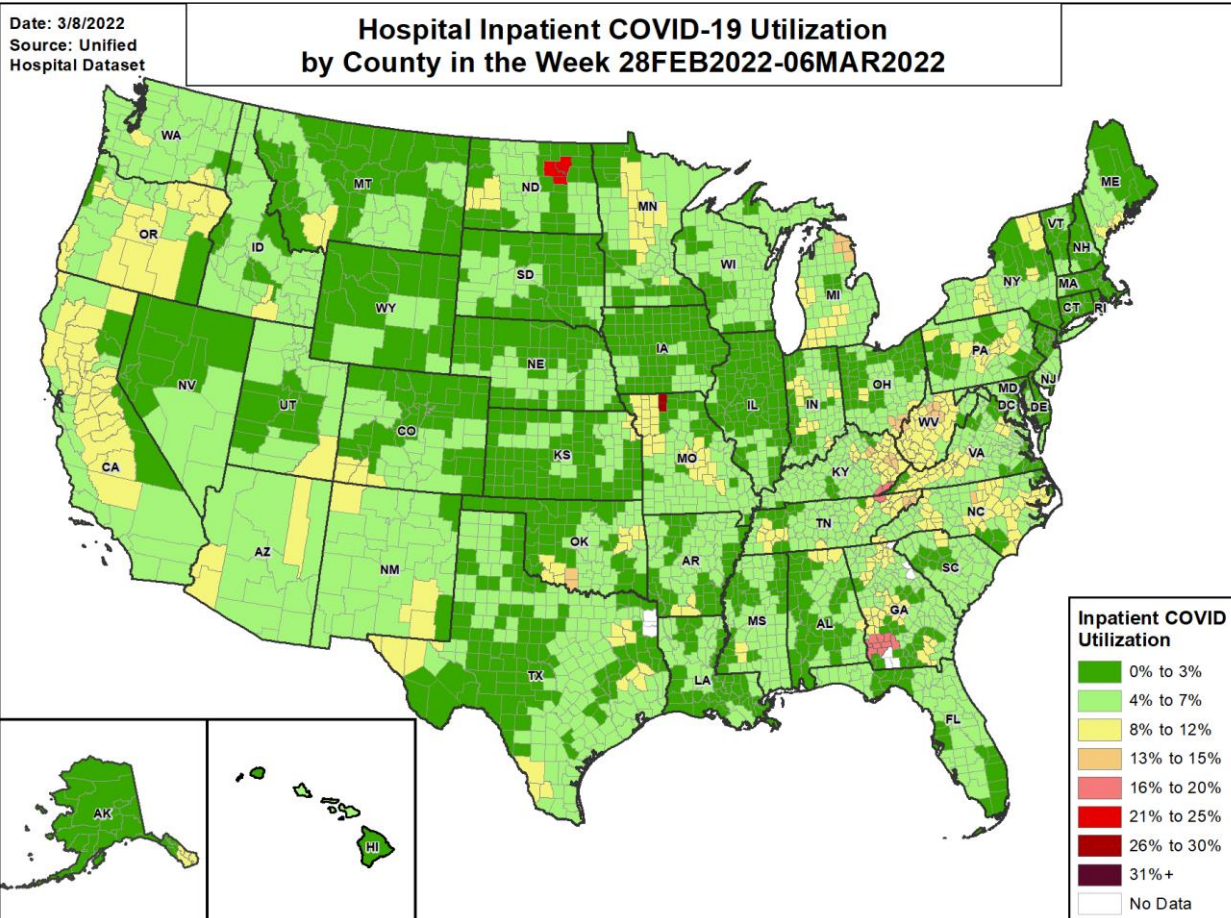 Date: 3/8/2022
Source: Unified
Hospital Dataset
Hospital Inpatient COVID-19 Utilization
by County in the Week 28FEB2022-06MAR2022
WA
MT
ND
MN
ME
VT
NH
OR
ID
SD
WI
MI
NY
MA
CT
RI
WY
IA
PA
NJ
NE
NV
UT
CO
IL
IN
OH
MD
DC
DE
WV
VA
CA
KS
MO
KY
AZ
NM
OK
AR
TN
NC
SC
MS
AL
GA
TX
LA
FL
AK
HI
Inpatient COVID
Utilization
0% to 3%
4% to 7%
8% to 12%
13% to 15%
16% to 20%
21% to 25%
26% to 30%
31%+
No Data